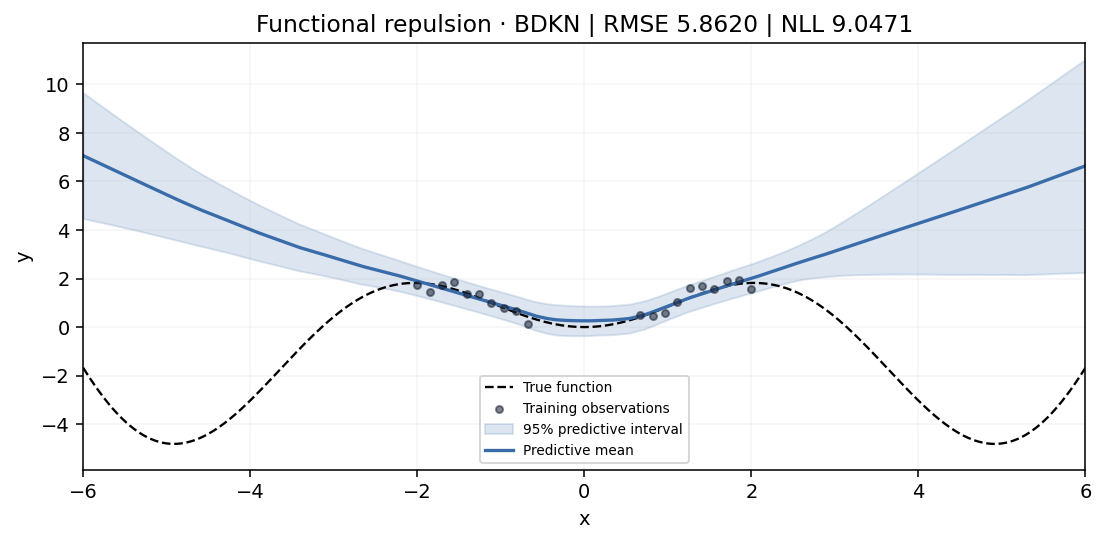 Functional repulsion · BDKN | RMSE 5.8620 | NLL 9.0471
10
8
6
4
2
0
−2
−4
y
True function
Training observations
95% predictive interval
Predictive mean
−6 −4 −2 0 2 4 6
x